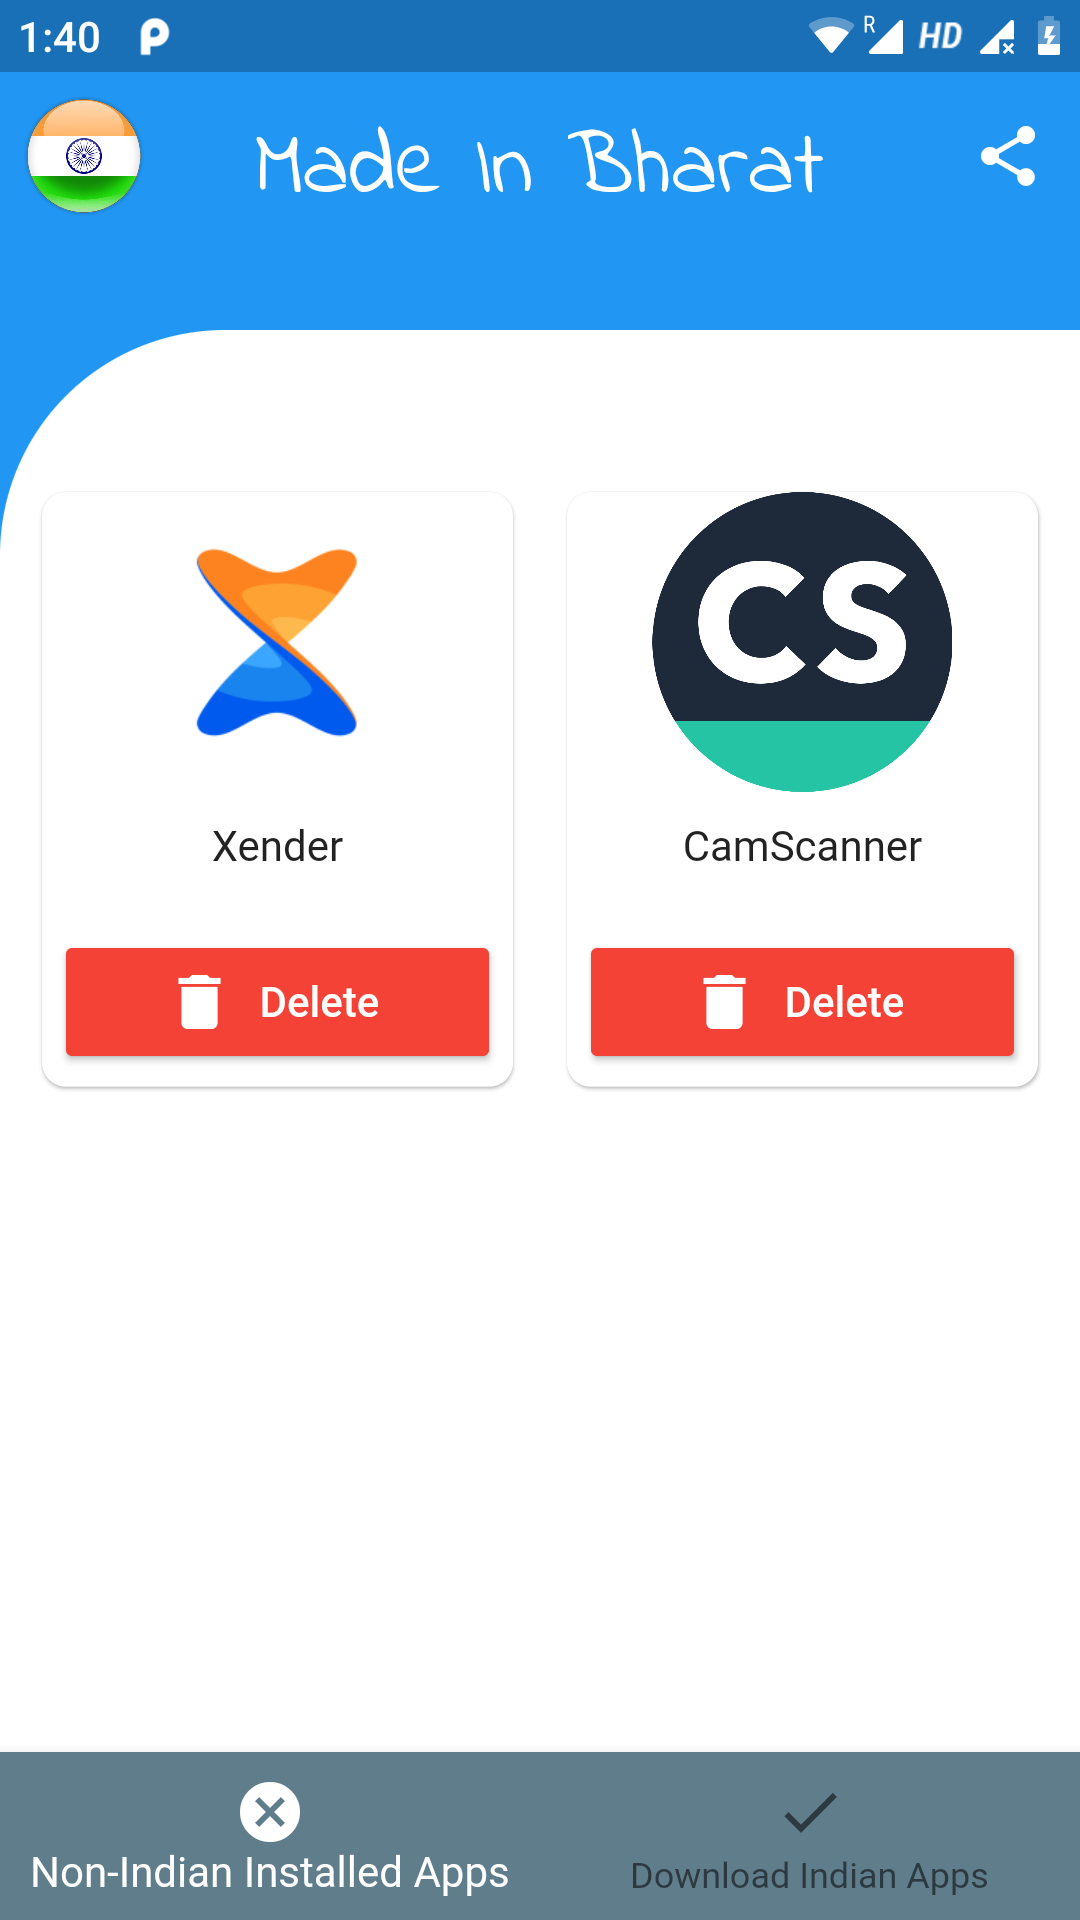 1:40
R
HD
Made In Bharat
CS
Xender
CamScanner
Delete
Delete
Non-Indian Installed Apps
Download Indian Apps